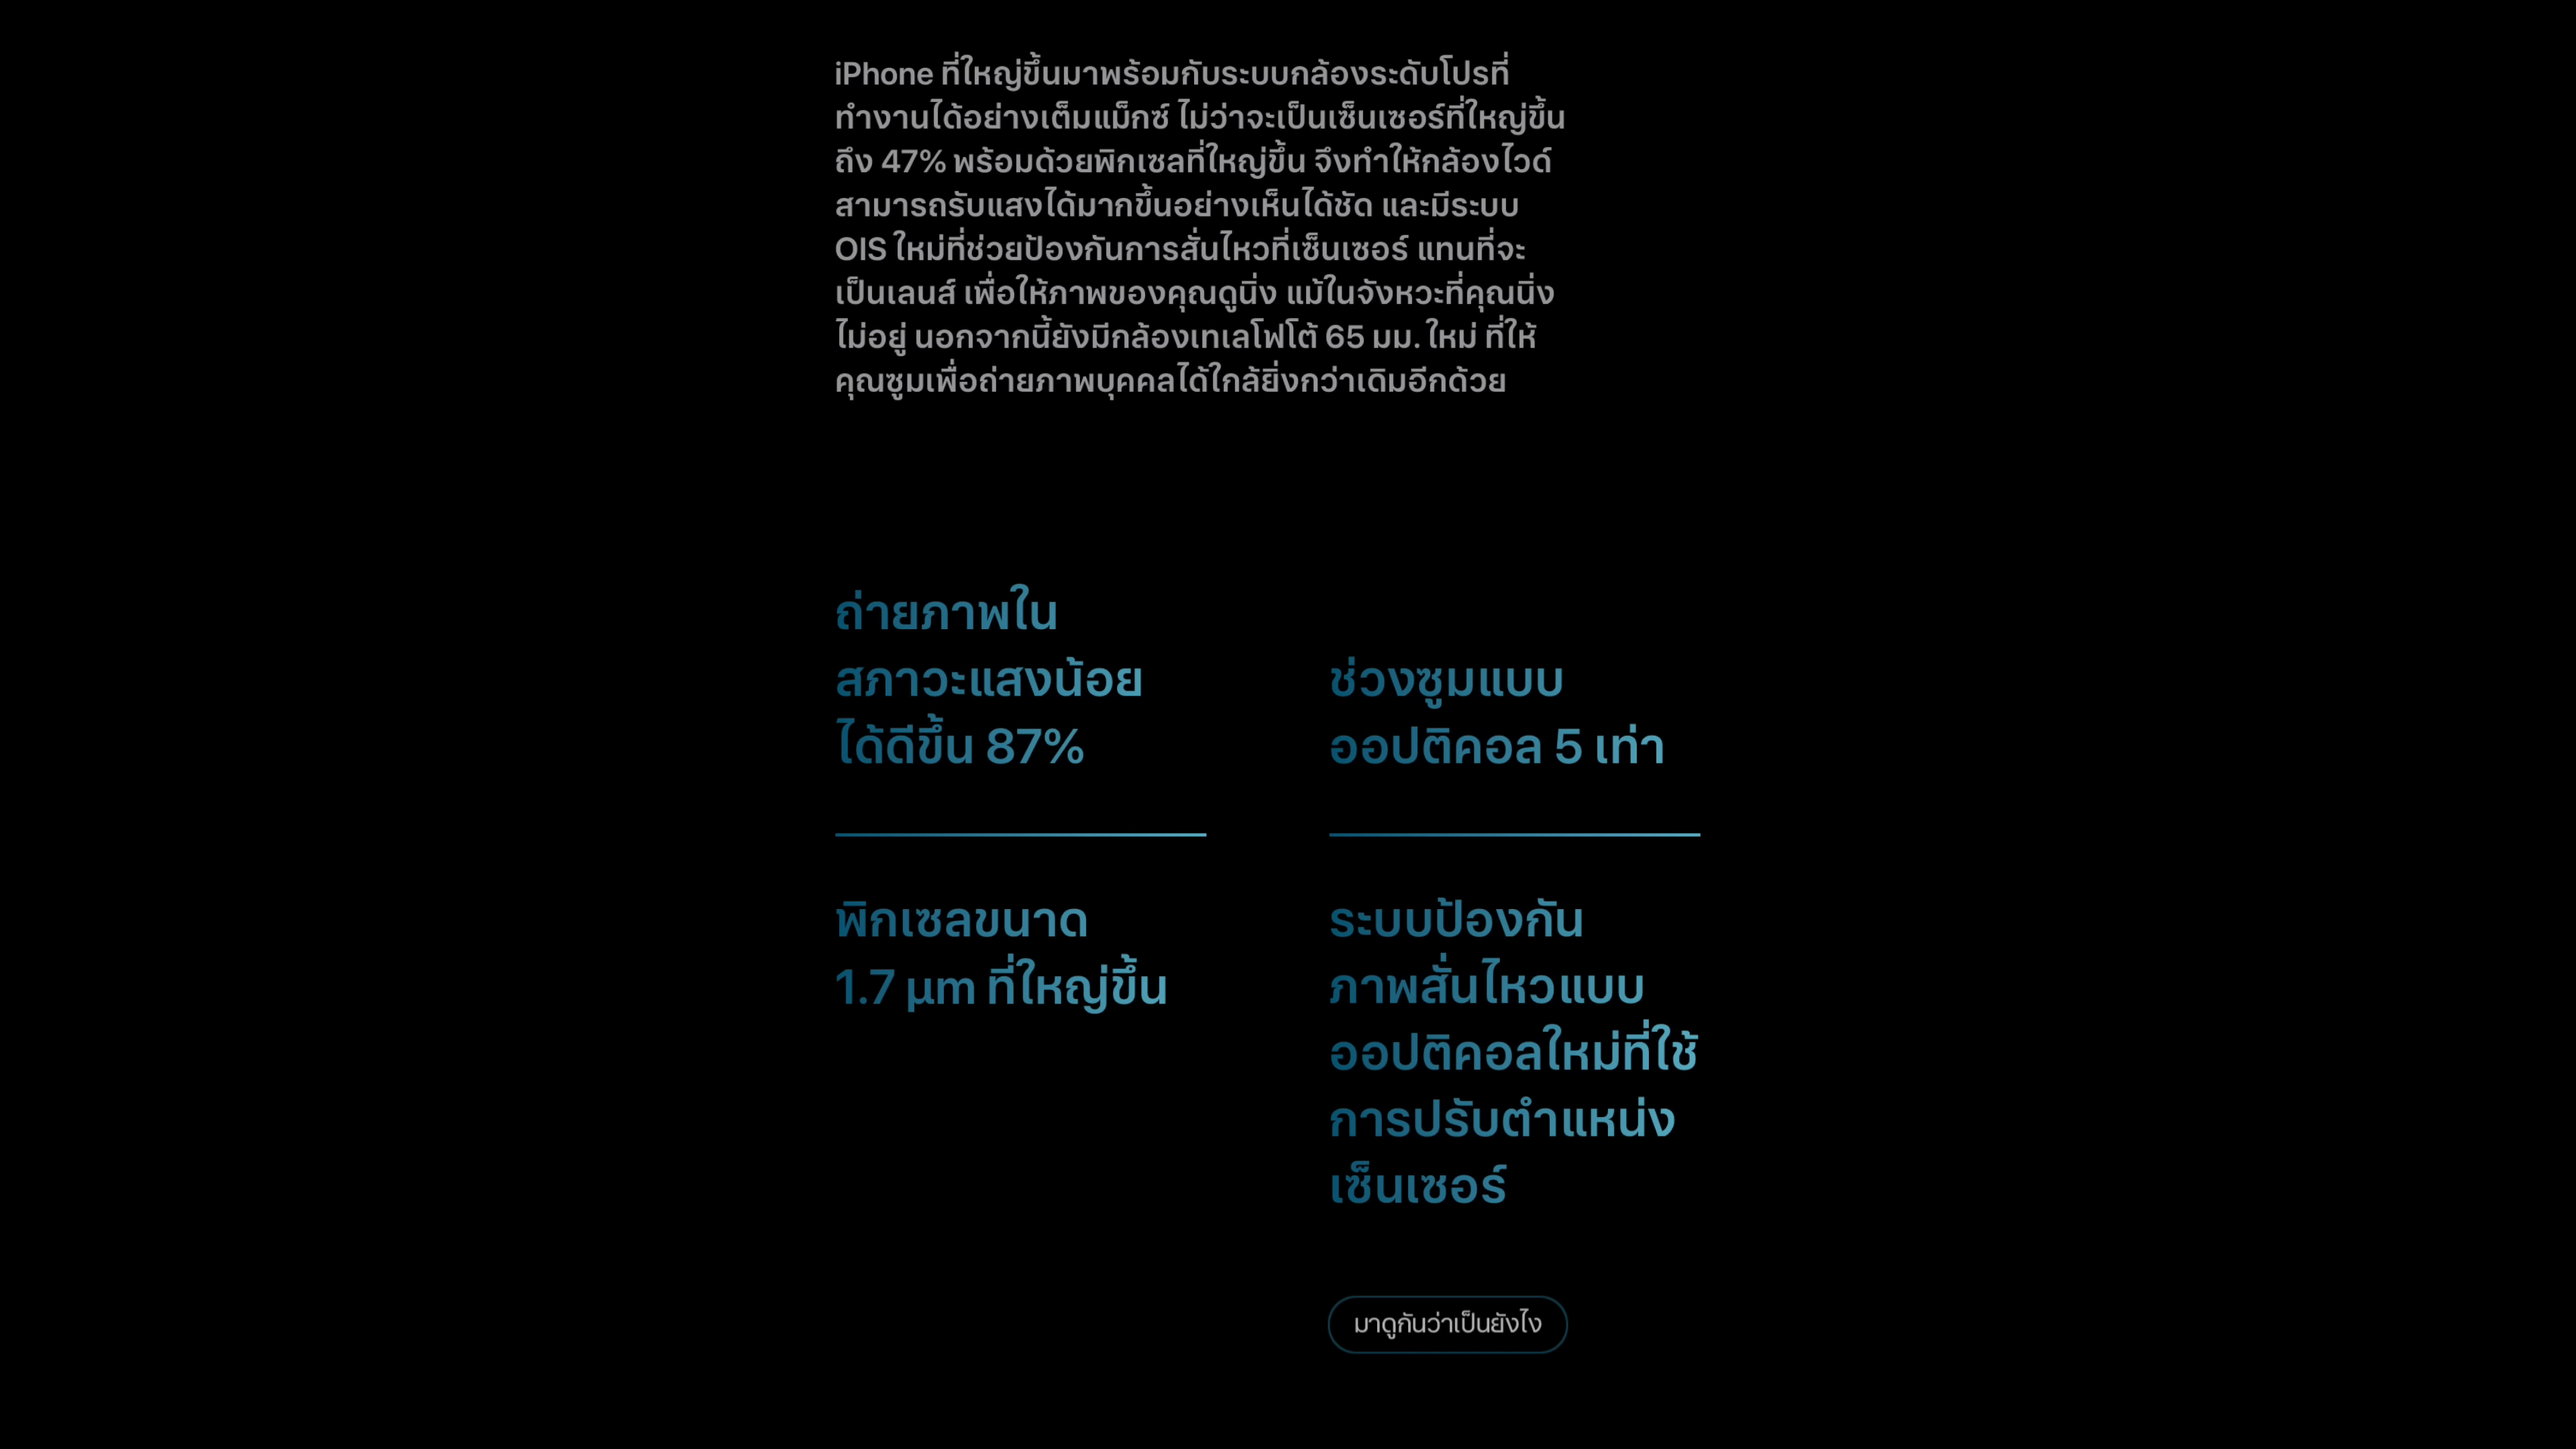 iPhone ที่ใหญ่ขึ้นมาพร้อมกับระบบกล้องระดับโปรที่
ทำงานได้อย่างเต็มแม็กซ์ ไม่ว่าจะเป็นเซ็นเซอร์ที่ใหญ่ขึ้น
ถึง 47% พร้อมด้วยพิกเซลที่ใหญ่ขึ้น จึงทำให้กล้องไวด์
สามารถรับแสงได้มากขึ้นอย่างเห็นได้ชัด และมีระบบ
OIS ใหม่ที่ช่วยป้องกันการสั่นไหวที่เซ็นเซอร์ แทนที่จะ
เป็นเลนส์ เพื่อให้ภาพของคุณดูนิ่ง แม้ในจังหวะที่คุณนิ่ง
ไม่อยู่ นอกจากนี้ยังมีกล้องเทเลโฟโต้ 65 มม. ใหม่ ที่ให้
คุณซูมเพื่อถ่ายภาพบุคคลได้ใกล้ยิ่งกว่าเดิมอีกด้วย
ถ่ายภาพใน
สภาวะแสงน้อย
ได้ดีขึ้น 87%
ช่วงซูมแบบ
ออปติคอล 5 เท่า
พิกเซลขนาด
1.7 μm ที่ใหญ่ขึ้น
ระบบป้องกัน
ภาพสั่นไหวแบบ
ออปติคอลใหม่ที่ใช้
การปรับตำแหน่ง
เซ็นเซอร์
มาดูกันว่าเป็นยังไง